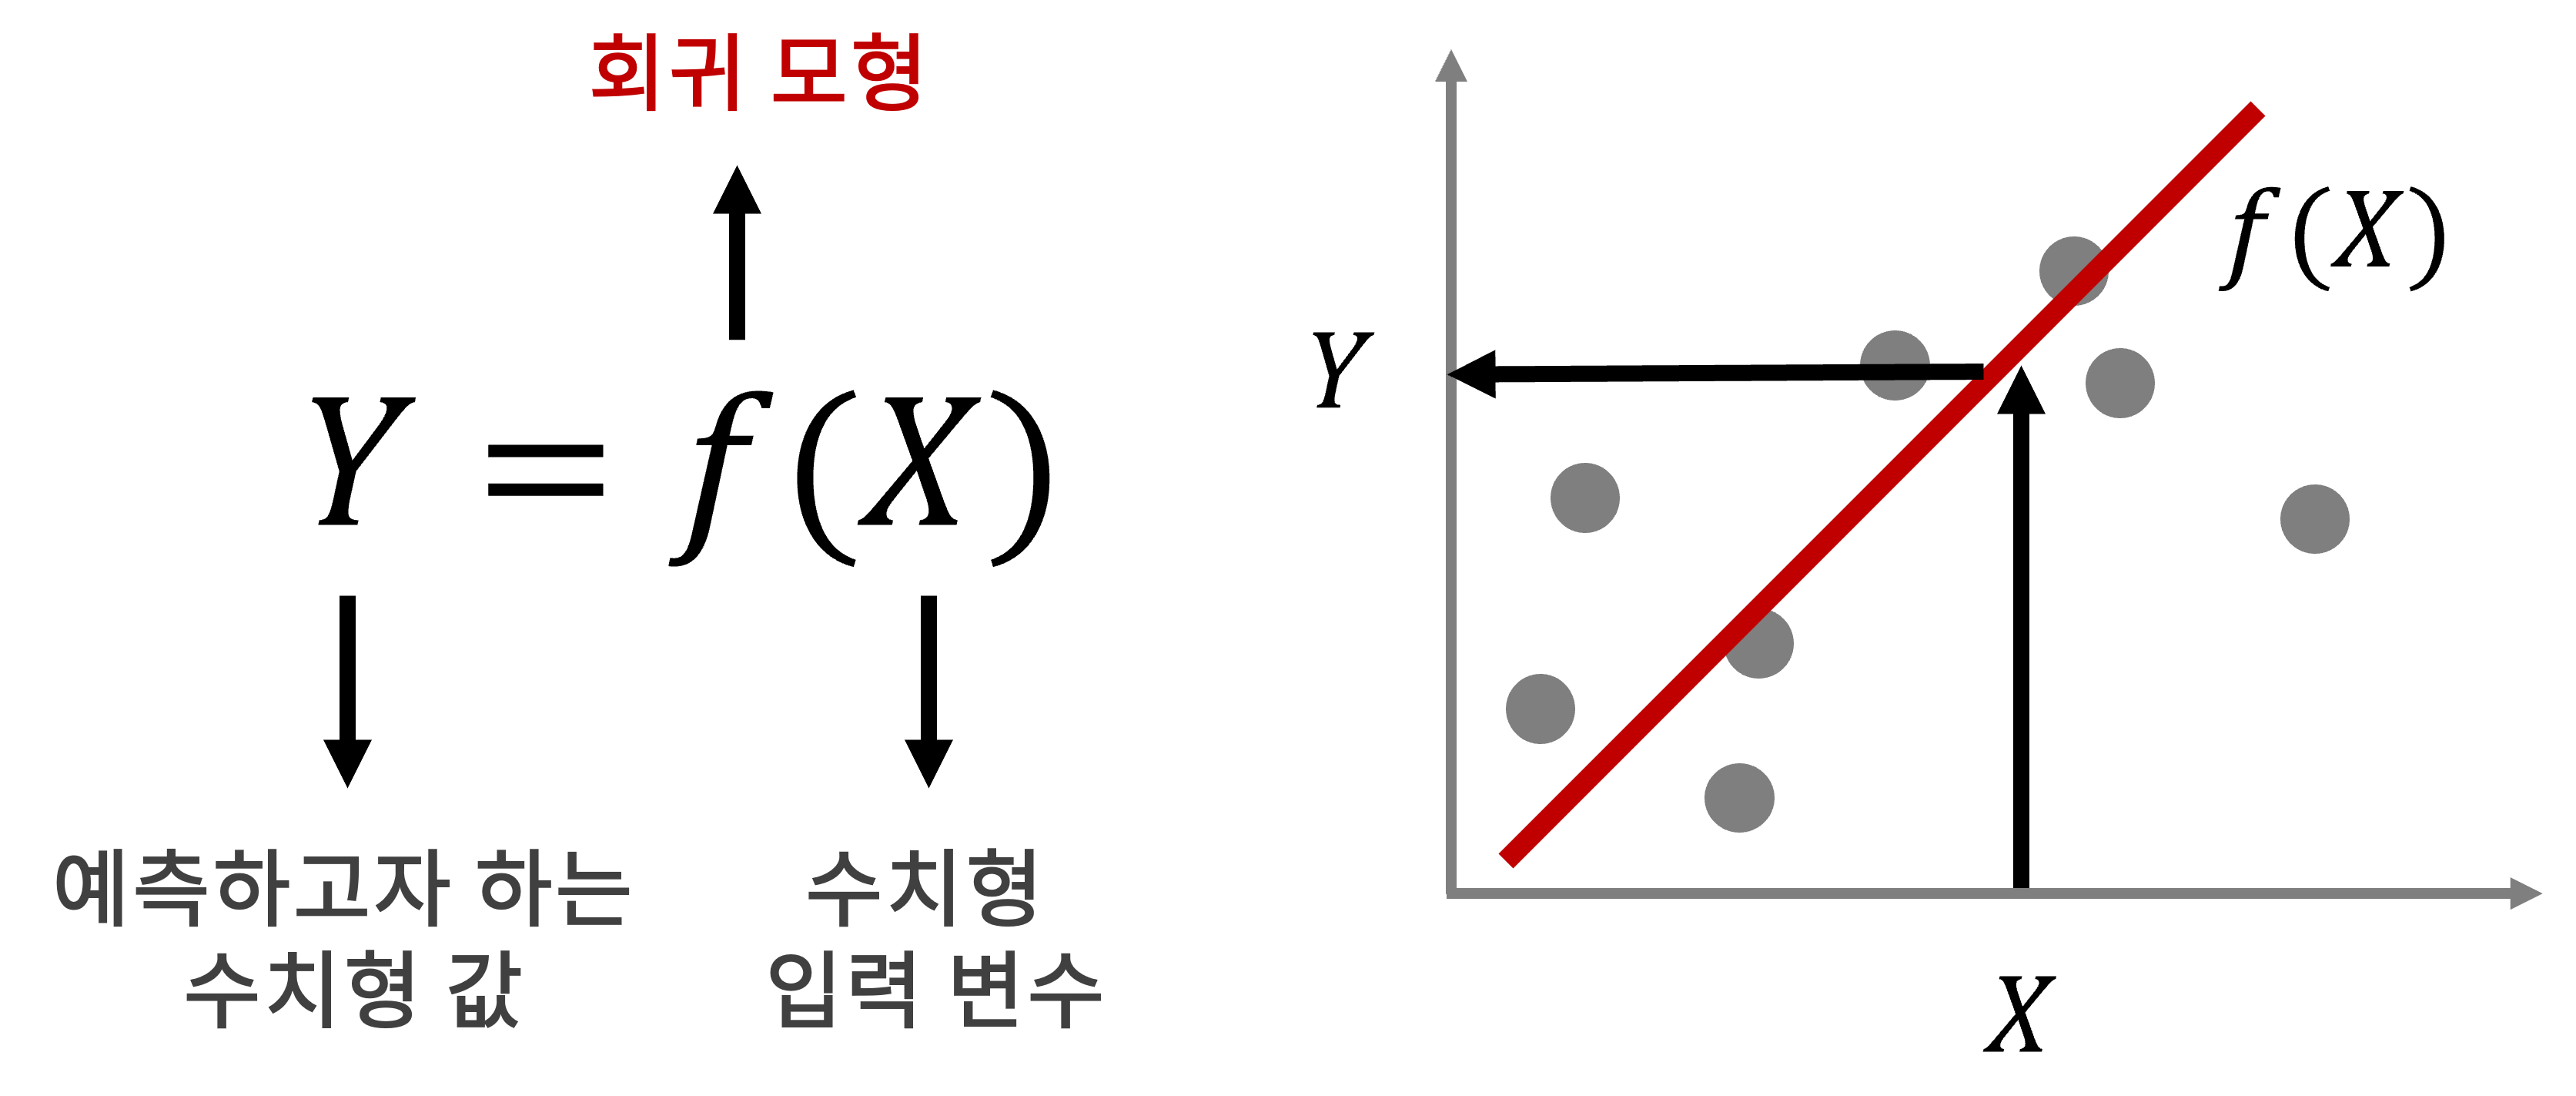 회귀 모형
Y = f(X)
예측하고자 하는
수치형 값
수치형
입력 변수
f(X)
Y
X